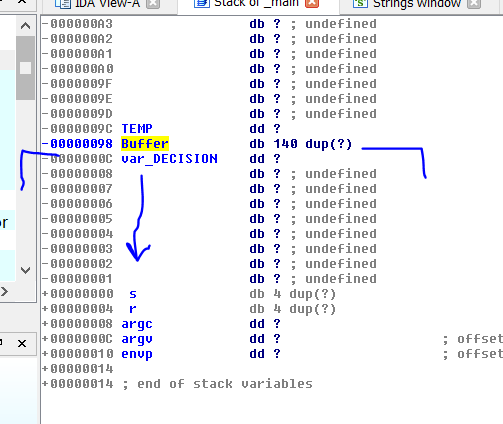 IDA View-A
Stack of _main
Strings window
-000000A3 db ? ; undefined
-000000A2 db ? ; undefined
-000000A1 db ? ; undefined
-000000A0 db ? ; undefined
-0000009F db ? ; undefined
-0000009E db ? ; undefined
-0000009D db ? ; undefined
-0000009C TEMP dd ?
-00000098 Buffer db 140 dup(?)
-0000000C var_DECISION dd ?
-00000008 db ? ; undefined
-00000007 db ? ; undefined
-00000006 db ? ; undefined
-00000005 db ? ; undefined
-00000004 db ? ; undefined
-00000003 db ? ; undefined
-00000002 db ? ; undefined
-00000001 db ? ; undefined
+00000000 s db 4 dup(?)
+00000004 r db 4 dup(?)
+00000008 argc dd ?
+0000000C argv dd ? ; offset
+00000010 envp dd ? ; offset
+00000014
+00000014 ; end of stack variables